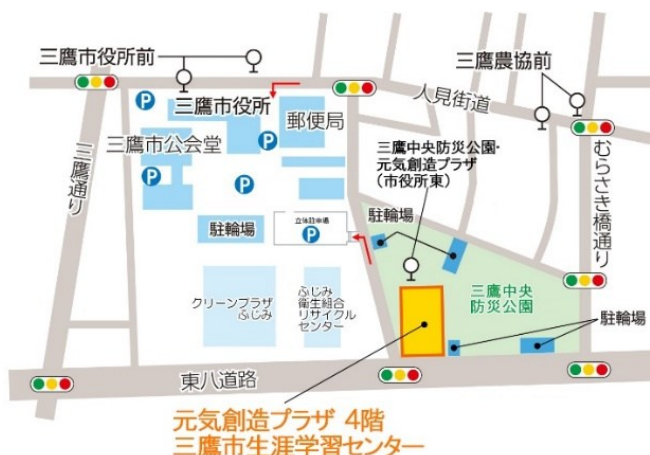 三鷹市役所前
三鷹農協前
人見街道
P
三鷹市役所
郵便局
三鷹市公会堂
P
P
P
三鷹通り
むらさき橋通り
三鷹中央防災公園・
元気創造プラザ
(市役所東)
駐輪場
駐輪場
立体駐車場
P
クリーンプラザ
ふじみ
ふじみ
衛生組合
リサイクル
センター
三鷹中央
防災公園
駐輪場
東八道路
元気創造プラザ 4階
三鷹市生涯学習センター